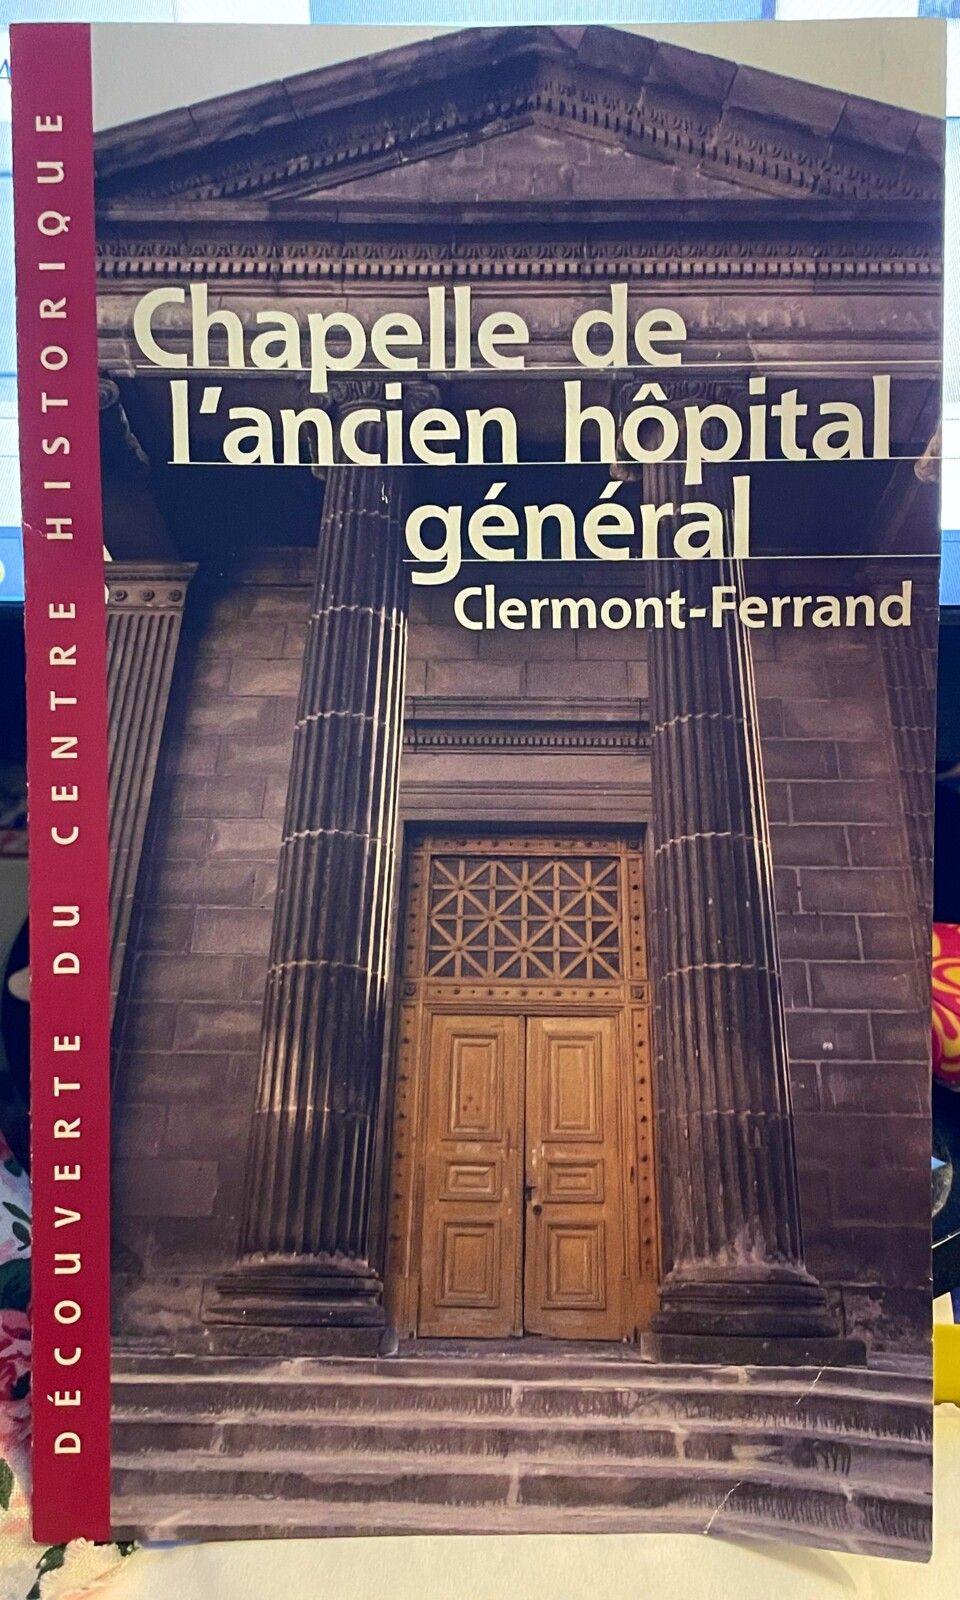 DÉCOUVERTE DU CENTRE HISTORIQUE
Chapelle de
l'ancien hôpital
général
Clermont-Ferrand